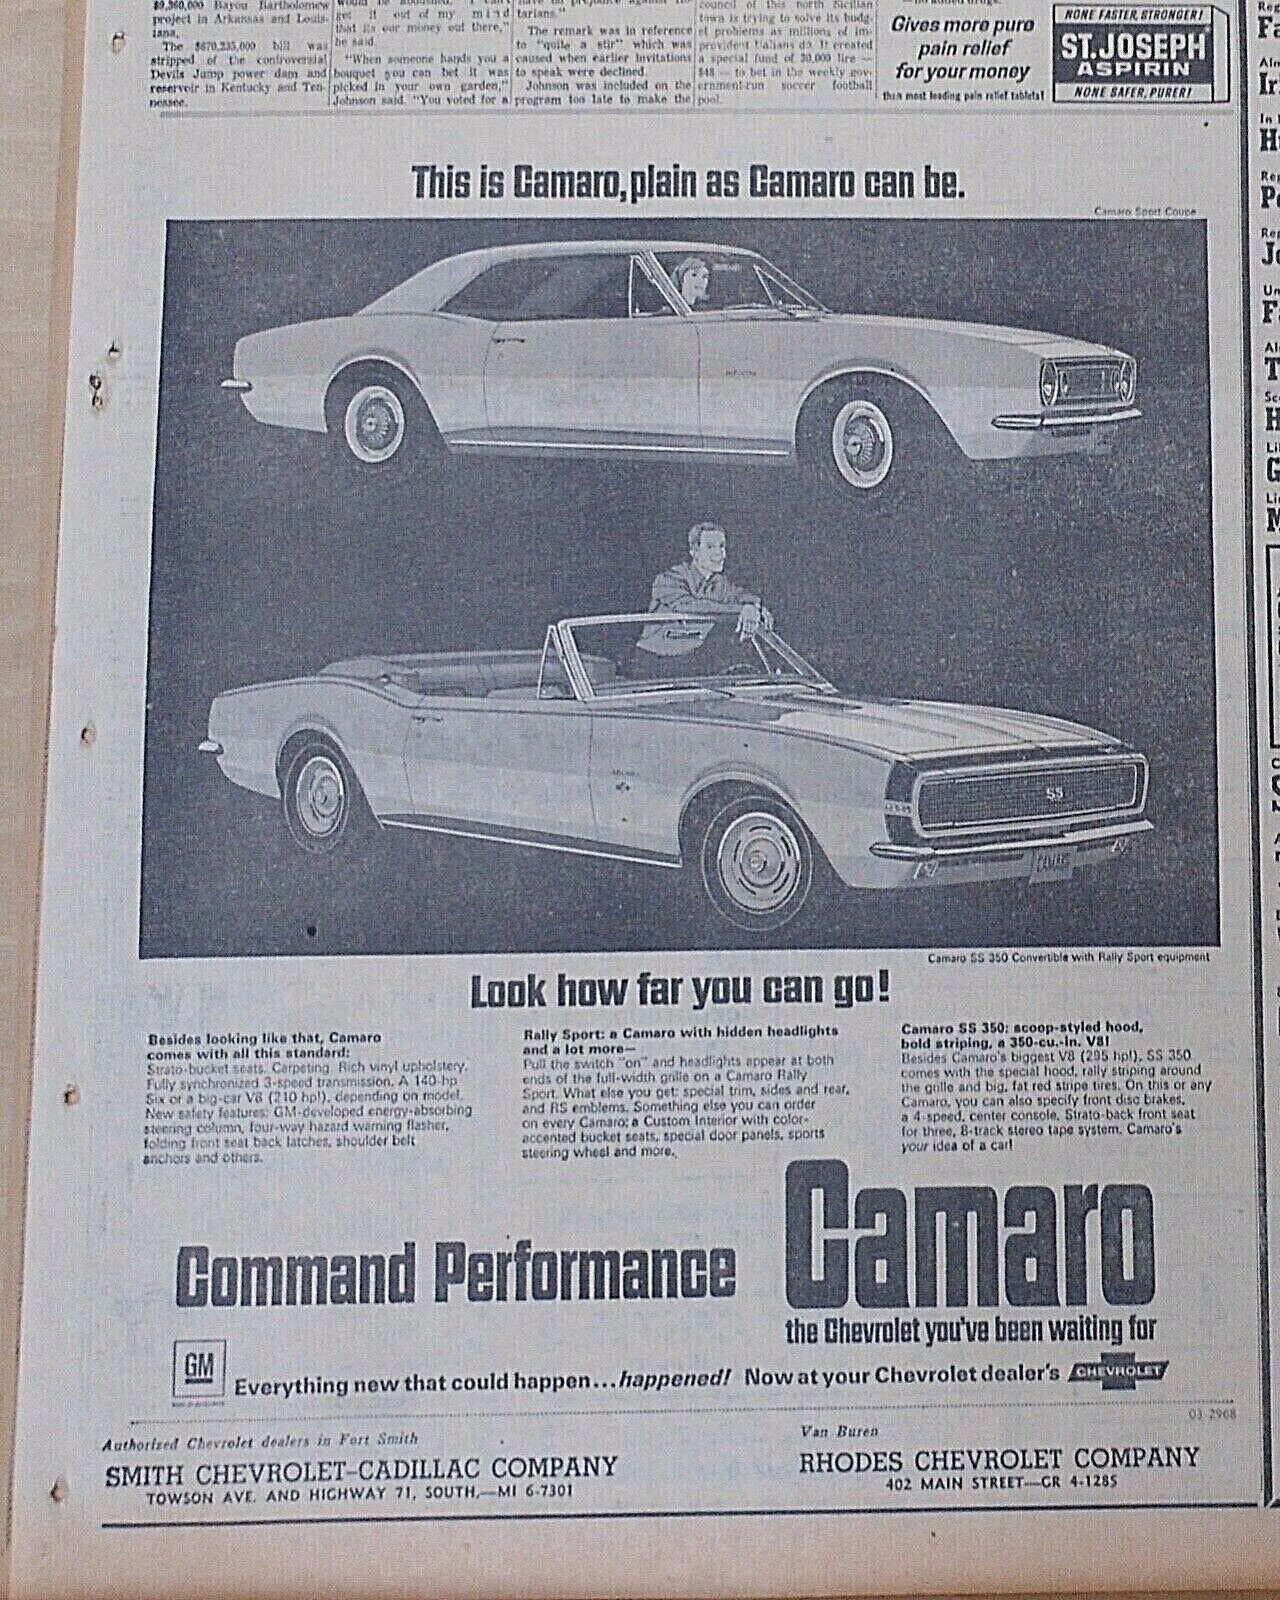 $9,360,000 Bayou Bartholomew
project in Arkansas and Louis-
iana.
The $670,235,000 bill was
stripped of the controversial
Devils Jump power dam and
reservoir in Kentucky and Ten-
nessee.
get it out of my mind
that its our money out there,"
he said.
"When someone hands you a
bouquet you can bet it was
picked in your own garden,"
Johnson said. "You voted for a
tarians."
The remark was in reference
to "quite a stir" which was
caused when earlier invitations
to speak were declined.
Johnson was included on the
program too late to make the
council of this north Sicilian
town is trying to solve its budg-
et problems as millions of im-
provident Italians do. It created
a special fund of 30,000 lire —
$48 — to bet in the weekly gov-
ernment-run soccer football
pool.
Gives more pure
pain relief
for your money
than most leading pain relief tablets!
NONE FASTER, STRONGER!
ST. JOSEPH
ASPIRIN
NONE SAFER, PURER!
This is Camaro, plain as Camaro can be.
Camaro Sport Coupe
SS
Camaro SS 350 Convertible with Rally Sport equipment
Look how far you can go!
Besides looking like that, Camaro
comes with all this standard:
Strato-bucket seats. Carpeting. Rich vinyl upholstery.
Fully synchronized 3-speed transmission. A 140-hp
Six or a big-car V8 (210 hp!), depending on model.
New safety features: GM-developed energy-absorbing
steering column, four-way hazard warning flasher,
folding front seat back latches, shoulder belt
anchors and others.
Rally Sport: a Camaro with hidden headlights
and a lot more—
Pull the switch "on" and headlights appear at both
ends of the full-width grille on a Camaro Rally
Sport. What else you get: special trim, sides and rear,
and RS emblems. Something else you can order
on every Camaro: a Custom Interior with color-
accented bucket seats, special door panels, sports
steering wheel and more.
Camaro SS 350: scoop-styled hood,
bold striping, a 350-cu.-in. V8!
Besides Camaro's biggest V8 (295 hp!), SS 350
comes with the special hood, rally striping around
the grille and big, fat red stripe tires. On this or any
Camaro, you can also specify front disc brakes,
a 4-speed, center console, Strato-back front seat
for three, 8-track stereo tape system. Camaro's
your idea of a car!
Command Performance
Camaro
the Chevrolet you've been waiting for
GM
Everything new that could happen...happened! Now at your Chevrolet dealer's
CHEVROLET
03-2968
Authorized Chevrolet dealers in Fort Smith
SMITH CHEVROLET-CADILLAC COMPANY
TOWSON AVE. AND HIGHWAY 71, SOUTH,—MI 6-7301
Van Buren
RHODES CHEVROLET COMPANY
402 MAIN STREET—GR 4-1285